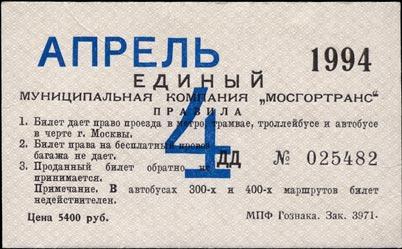 АПРЕЛЬ 1994
ЕДИНЫЙ
МУНИЦИПАЛЬНАЯ КОМПАНИЯ „МОСГОРТРАНС“
ПРАВИЛА
1. Билет дает право проезда в метро, трамвае, троллейбусе и автобусе
в черте г. Москвы.
2. Билет права на бесплатный провоз
багажа не дает.
4
ДД № 025482
3. Проданный билет обратно не
принимается.
Примечание. В автобусах 300-х и 400-х маршрутов билет
недействителен.
Цена 5400 руб. МПФ Гознака. Зак. 3971-